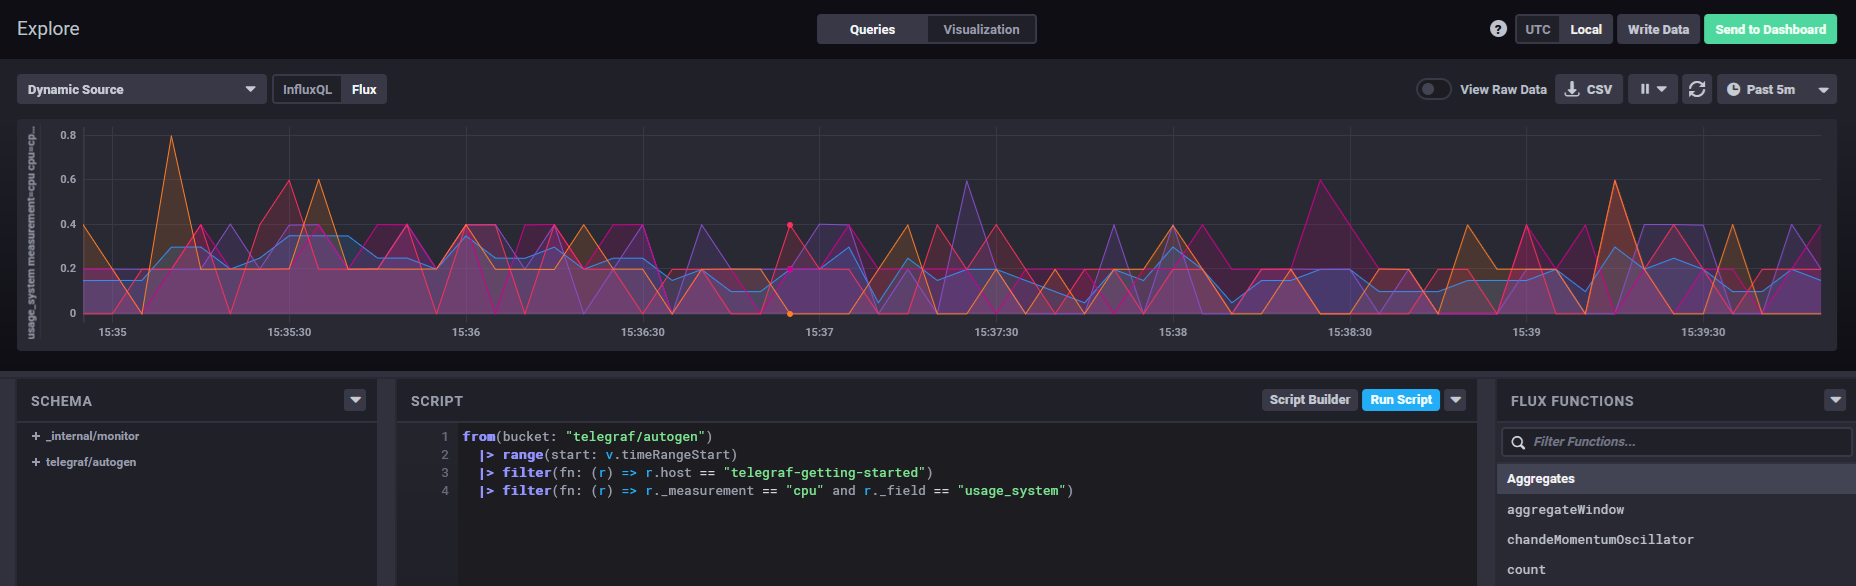 Explore
Queries Visualization
? UTC Local Write Data Send to Dashboard
Dynamic Source InfluxQL Flux
View Raw Data CSV Past 5m
usage_system measurement=cpu cpu=cp...
0.8
0.6
0.4
0.2
0
15:35 15:35:30 15:36 15:36:30 15:37 15:37:30 15:38 15:38:30 15:39 15:39:30
SCHEMA
+ _internal/monitor
+ telegraf/autogen
SCRIPT Script Builder Run Script
1 from(bucket: "telegraf/autogen")
2 |> range(start: v.timeRangeStart)
3 |> filter(fn: (r) => r.host == "telegraf-getting-started")
4 |> filter(fn: (r) => r._measurement == "cpu" and r._field == "usage_system")
FLUX FUNCTIONS
Filter Functions...
Aggregates
aggregateWindow
chandeMomentumOscillator
count